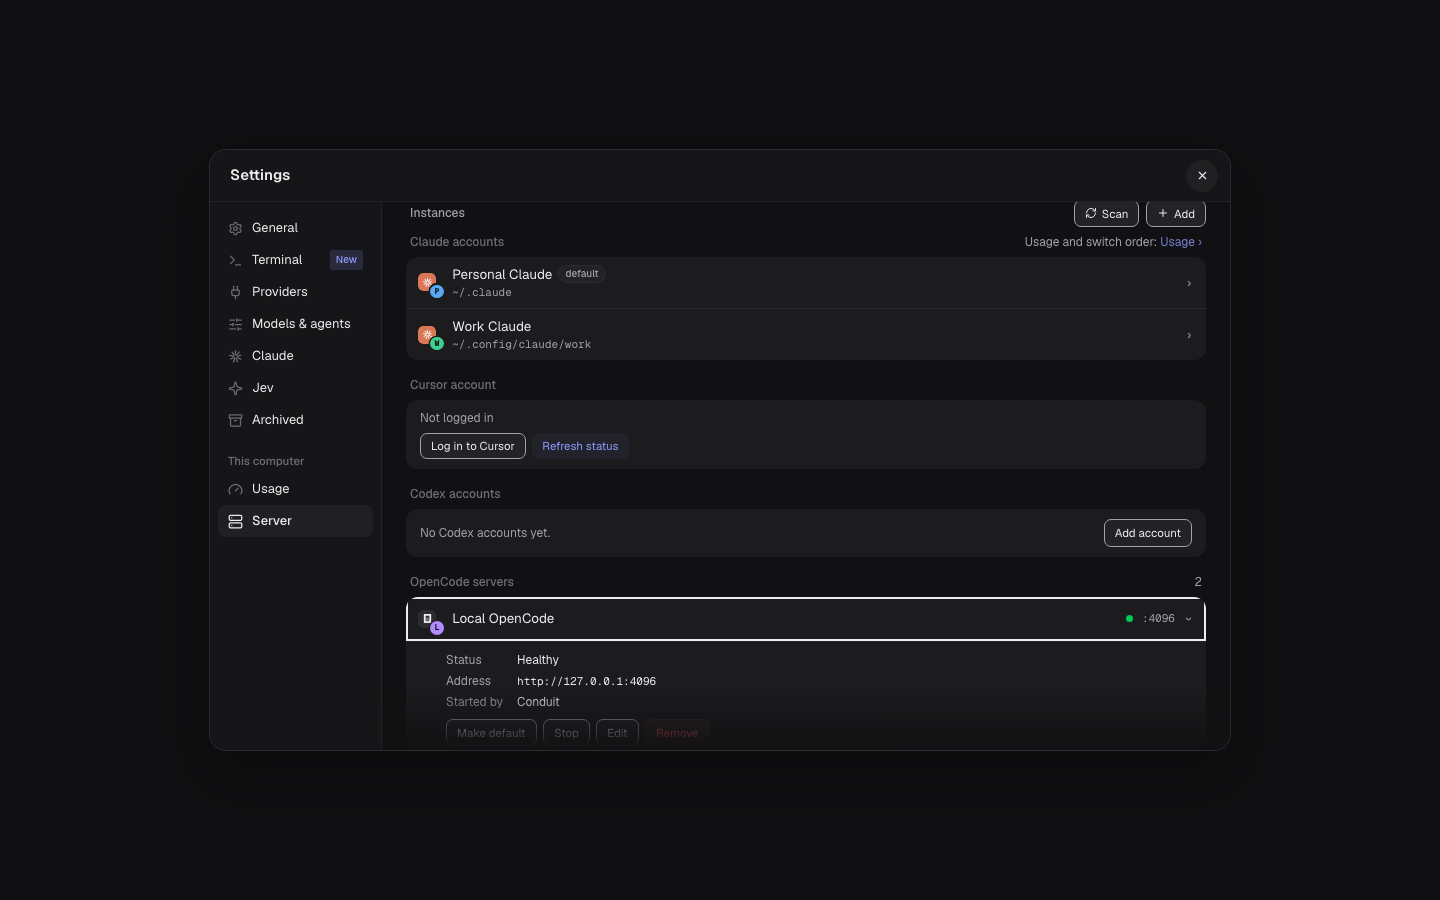 Settings
General
Terminal New
Providers
Models & agents
Claude
Jev
Archived
This computer
Usage
Server
Instances
Scan
Add
Claude accounts
Usage and switch order: Usage ›
Personal Claude default
~/.claude
P
Work Claude
~/.config/claude/work
W
Cursor account
Not logged in
Log in to Cursor
Refresh status
Codex accounts
No Codex accounts yet.
Add account
OpenCode servers
2
Local OpenCode
L
:4096
Status Healthy
Address http://127.0.0.1:4096
Started by Conduit
Make default
Stop
Edit
Remove